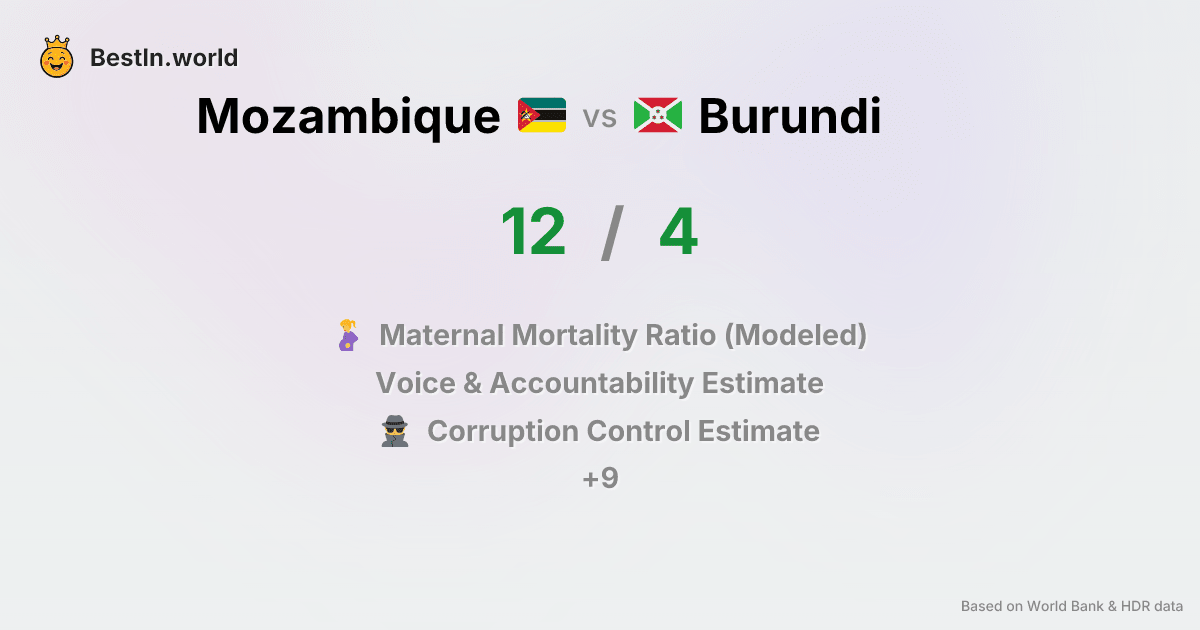 BestIn.world
Mozambique vs Burundi
12 / 4
Maternal Mortality Ratio (Modeled)
Voice & Accountability Estimate
Corruption Control Estimate
+9
Based on World Bank & HDR data